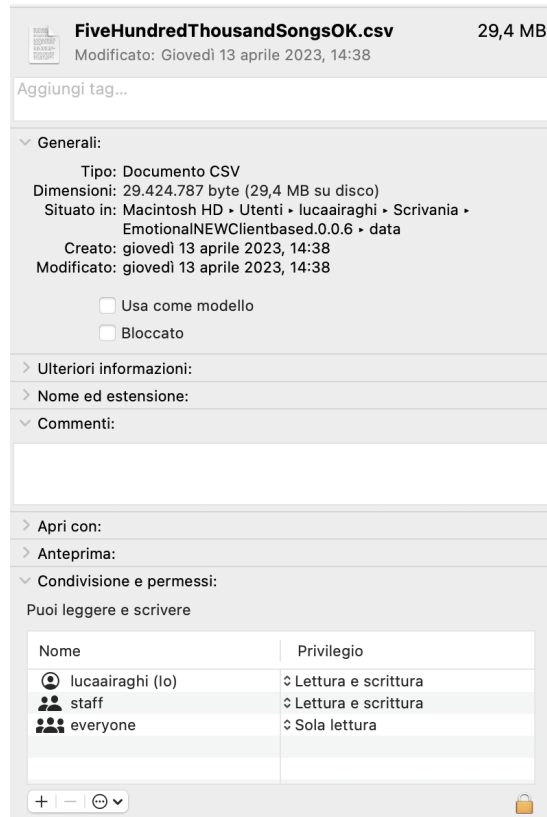 FiveHundredThousandSongsOK.csv 29,4 MB
Modificato: Giovedì 13 aprile 2023, 14:38
Aggiungi tag...
Generali:
Tipo: Documento CSV
Dimensioni: 29.424.787 byte (29,4 MB su disco)
Situato in: Macintosh HD ▸ Utenti ▸ lucaairaghi ▸ Scrivania ▸
EmotionalNEWClientbased.0.0.6 ▸ data
Creato: giovedì 13 aprile 2023, 14:38
Modificato: giovedì 13 aprile 2023, 14:38
Usa come modello
Bloccato
Ulteriori informazioni:
Nome ed estensione:
Commenti:
Apri con:
Anteprima:
Condivisione e permessi:
Puoi leggere e scrivere
Nome Privilegio
lucaairaghi (Io) Lettura e scrittura
staff Lettura e scrittura
everyone Sola lettura